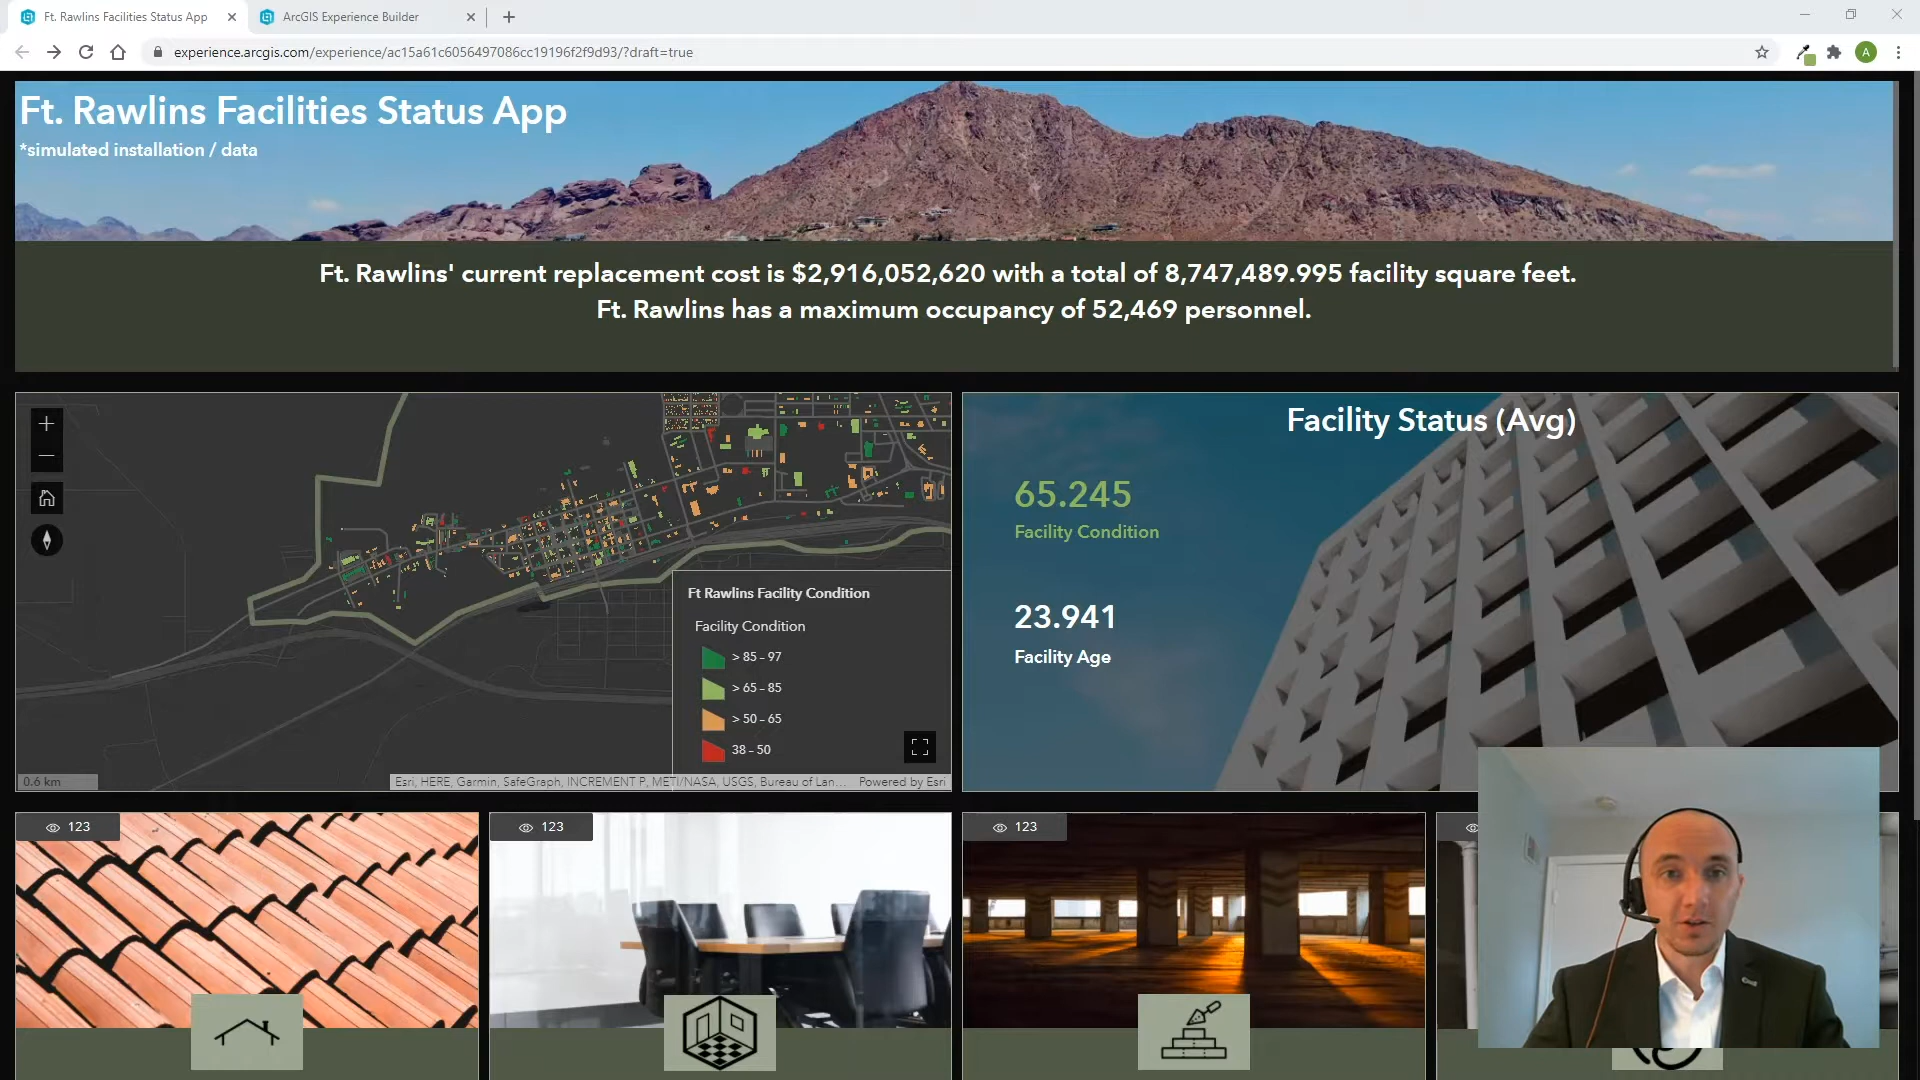 Ft. Rawlins Facilities Status App
ArcGIS Experience Builder
experience.arcgis.com/experience/ac15a61c6056497086cc19196f2f9d93/?draft=true
A
Ft. Rawlins Facilities Status App
*simulated installation / data
Ft. Rawlins' current replacement cost is $2,916,052,620 with a total of 8,747,489.995 facility square feet.
Ft. Rawlins has a maximum occupancy of 52,469 personnel.
Ft Rawlins Facility Condition
Facility Condition
> 85 – 97
> 65 – 85
> 50 – 65
38 – 50
0.6 km
Esri, HERE, Garmin, SafeGraph, INCREMENT P, METI/NASA, USGS, Bureau of Lan...
Powered by Esri
Facility Status (Avg)
65.245
Facility Condition
23.941
Facility Age
123
123
123